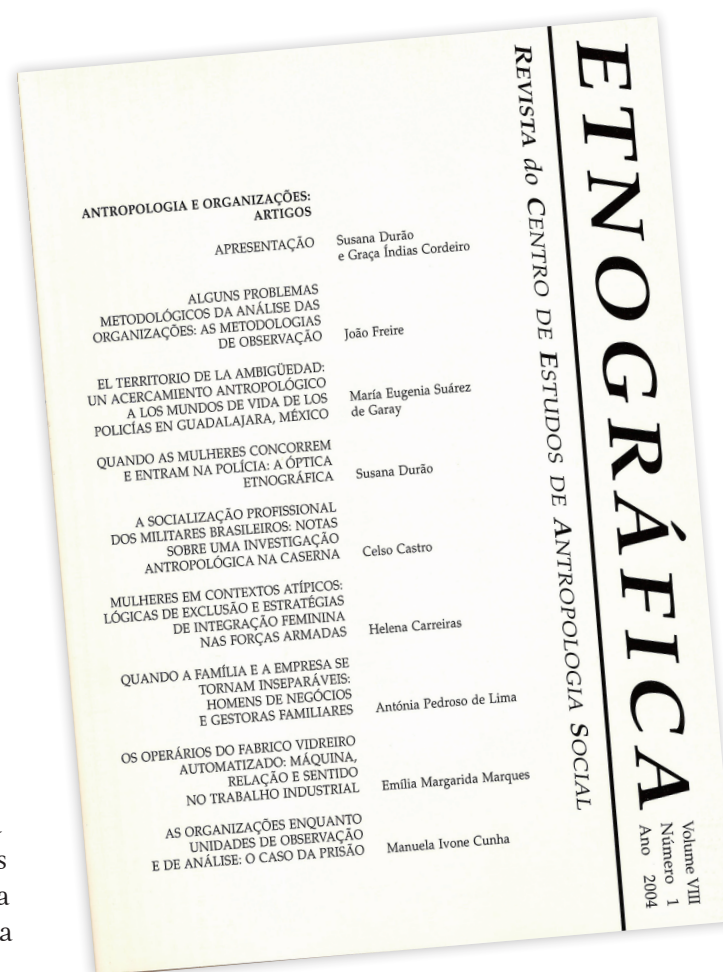 ETNOGRÁFICA
Volume VIII
Número 1
Ano 2004
REVISTA do CENTRO DE ESTUDOS DE ANTROPOLOGIA SOCIAL
ANTROPOLOGIA E ORGANIZAÇÕES:
ARTIGOS
APRESENTAÇÃO
Susana Durão
e Graça Índias Cordeiro
ALGUNS PROBLEMAS
METODOLÓGICOS DA ANÁLISE DAS
ORGANIZAÇÕES: AS METODOLOGIAS
DE OBSERVAÇÃO
João Freire
EL TERRITORIO DE LA AMBIGÜEDAD:
UN ACERCAMIENTO ANTROPOLÓGICO
A LOS MUNDOS DE VIDA DE LOS
POLICÍAS EN GUADALAJARA, MÉXICO
María Eugenia Suárez
de Garay
QUANDO AS MULHERES CONCORREM
E ENTRAM NA POLÍCIA: A ÓPTICA
ETNOGRÁFICA
Susana Durão
A SOCIALIZAÇÃO PROFISSIONAL
DOS MILITARES BRASILEIROS: NOTAS
SOBRE UMA INVESTIGAÇÃO
ANTROPOLÓGICA NA CASERNA
Celso Castro
MULHERES EM CONTEXTOS ATÍPICOS:
LÓGICAS DE EXCLUSÃO E ESTRATÉGIAS
DE INTEGRAÇÃO FEMININA
NAS FORÇAS ARMADAS
Helena Carreiras
QUANDO A FAMÍLIA E A EMPRESA SE
TORNAM INSEPARÁVEIS:
HOMENS DE NEGÓCIOS
E GESTORAS FAMILIARES
Antónia Pedroso de Lima
OS OPERÁRIOS DO FABRICO VIDREIRO
AUTOMATIZADO: MÁQUINA,
RELAÇÃO E SENTIDO
NO TRABALHO INDUSTRIAL
Emília Margarida Marques
AS ORGANIZAÇÕES ENQUANTO
UNIDADES DE OBSERVAÇÃO
E DE ANÁLISE: O CASO DA PRISÃO
Manuela Ivone Cunha